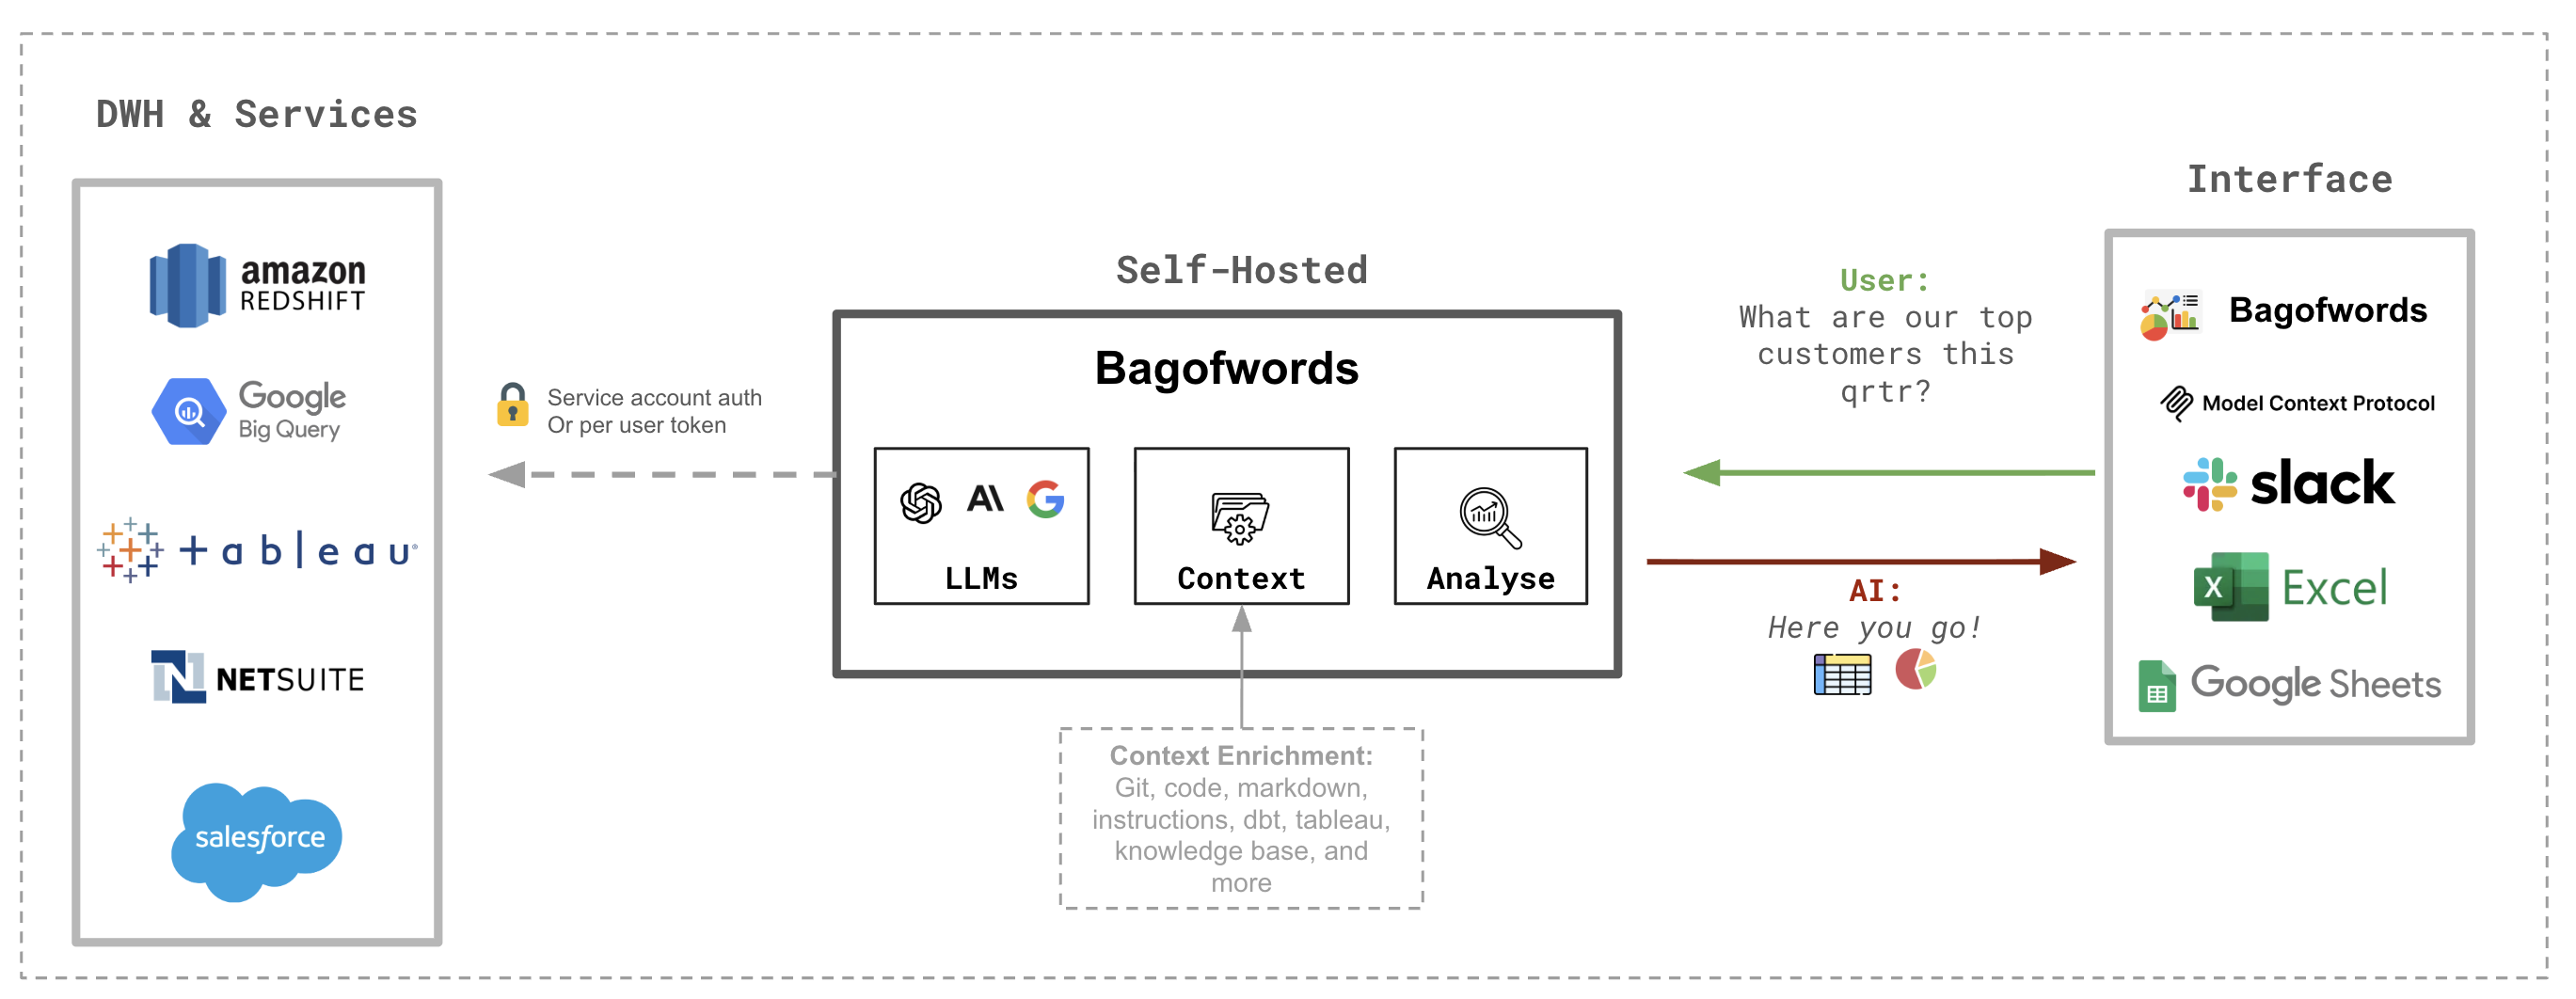 DWH & Services
amazon
REDSHIFT
Google
Big Query
+ableau®
NETSUITE
salesforce
Service account auth
Or per user token
Self-Hosted
Bagofwords
LLMs
Context
Analyse
Context Enrichment:
Git, code, markdown,
instructions, dbt, tableau,
knowledge base, and
more
User:
What are our top
customers this
qrtr?
AI:
Here you go!
Interface
Bagofwords
Model Context Protocol
slack
X Excel
Google Sheets